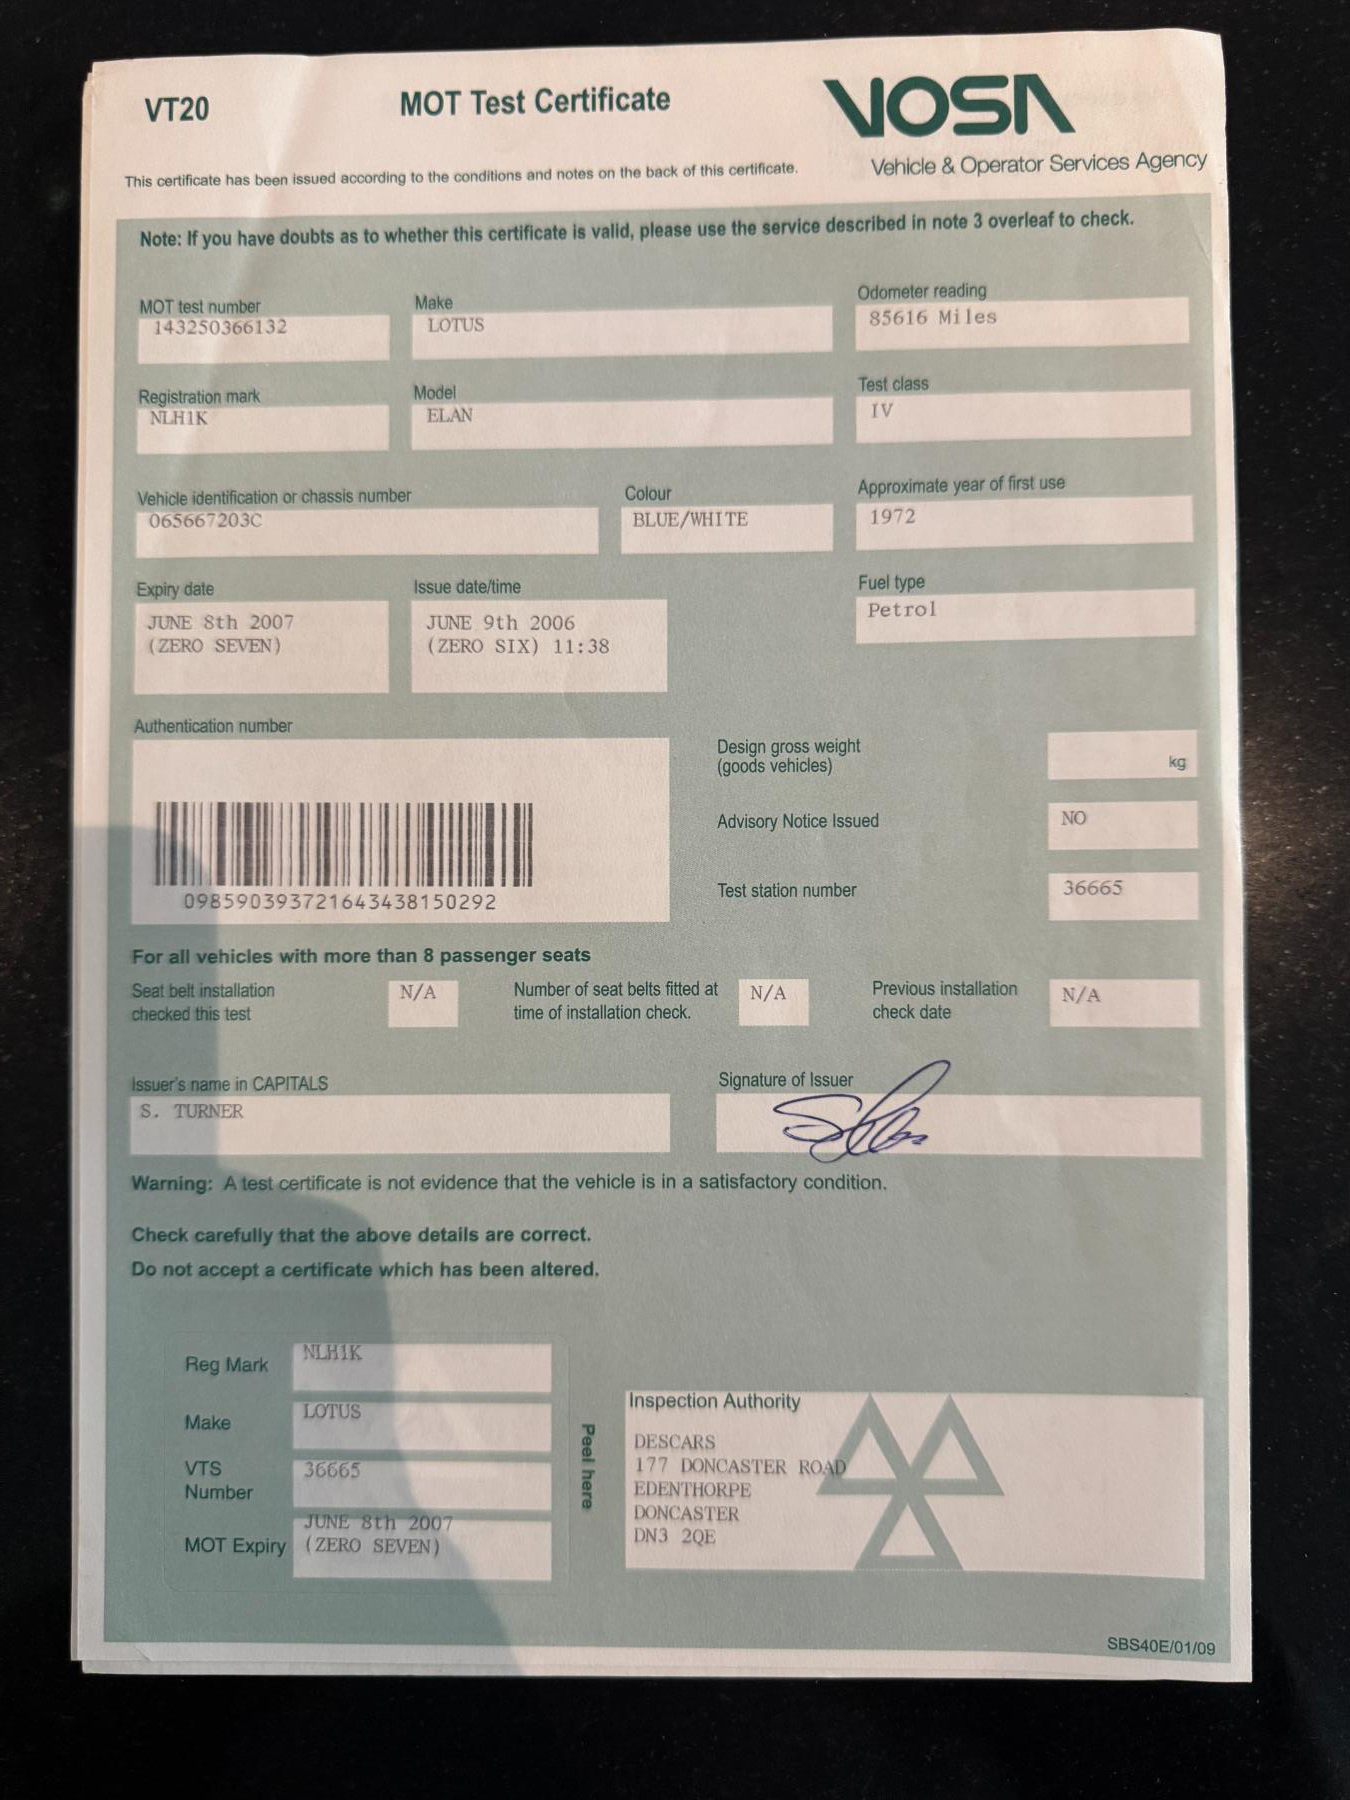 VT20
MOT Test Certificate
VOSA
Vehicle & Operator Services Agency
This certificate has been issued according to the conditions and notes on the back of this certificate.
Note: If you have doubts as to whether this certificate is valid, please use the service described in note 3 overleaf to check.
MOT test number
143250366132
Make
LOTUS
Odometer reading
85616 Miles
Registration mark
NLH1K
Model
ELAN
Test class
IV
Vehicle identification or chassis number
065667203C
Colour
BLUE/WHITE
Approximate year of first use
1972
Expiry date
JUNE 8th 2007
(ZERO SEVEN)
Issue date/time
JUNE 9th 2006
(ZERO SIX) 11:38
Fuel type
Petrol
Authentication number
098590393721643438150292
Design gross weight
(goods vehicles)
kg
Advisory Notice Issued
NO
Test station number
36665
For all vehicles with more than 8 passenger seats
Seat belt installation
checked this test
N/A
Number of seat belts fitted at
time of installation check.
N/A
Previous installation
check date
N/A
Issuer's name in CAPITALS
S. TURNER
Signature of Issuer
Warning: A test certificate is not evidence that the vehicle is in a satisfactory condition.
Check carefully that the above details are correct.
Do not accept a certificate which has been altered.
Reg Mark
NLH1K
Make
LOTUS
VTS
Number
36665
MOT Expiry
JUNE 8th 2007
(ZERO SEVEN)
Peel here
Inspection Authority
DESCARS
177 DONCASTER ROAD
EDENTHORPE
DONCASTER
DN3 2QE
SBS40E/01/09